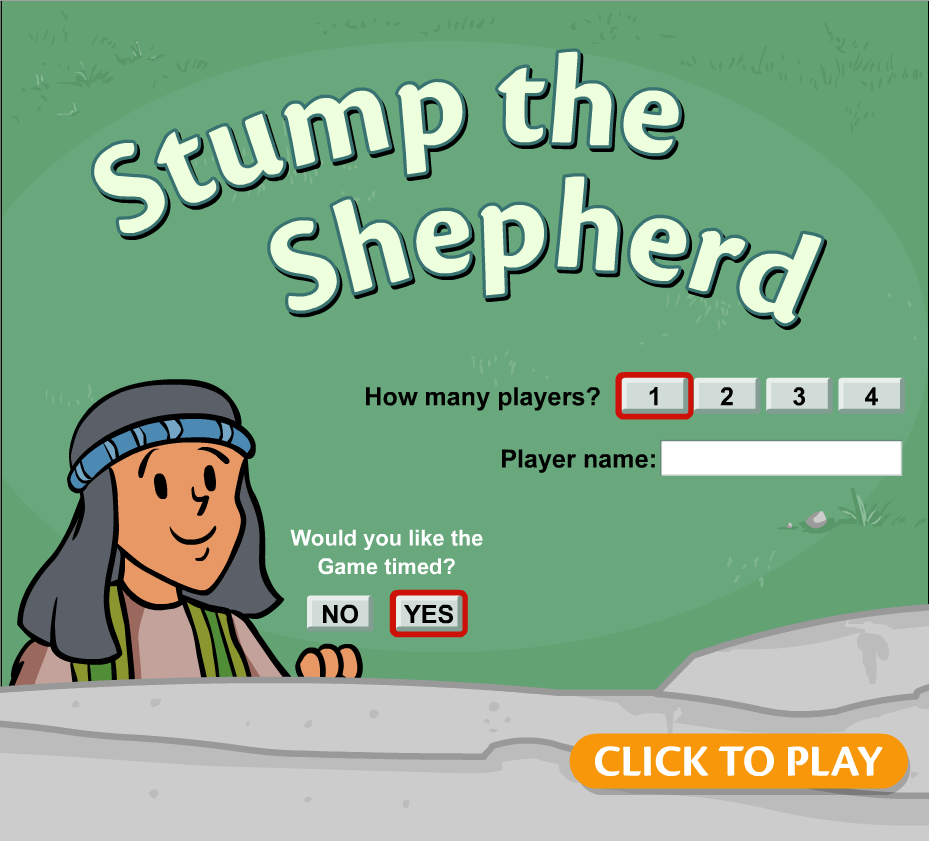 Stump the
Shepherd
How many players? 1 2 3 4
Player name:
Would you like the
Game timed?
NO YES
CLICK TO PLAY